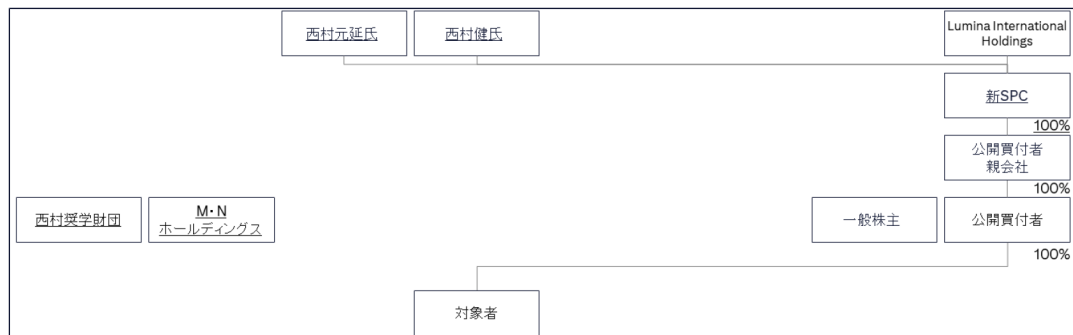 西村元延氏
西村健氏
Lumina International
Holdings
新SPC
100%
公開買付者
親会社
100%
西村奨学財団
M・N
ホールディングス
一般株主
公開買付者
100%
対象者